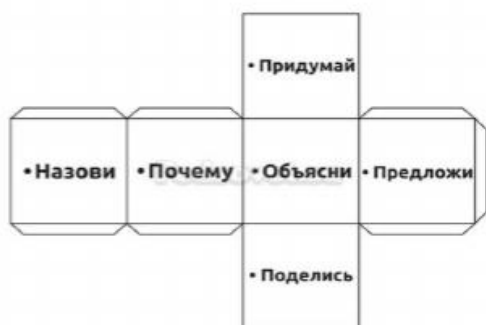 • Придумай
• Назови • Почему • Объясни • Предложи
• Поделись